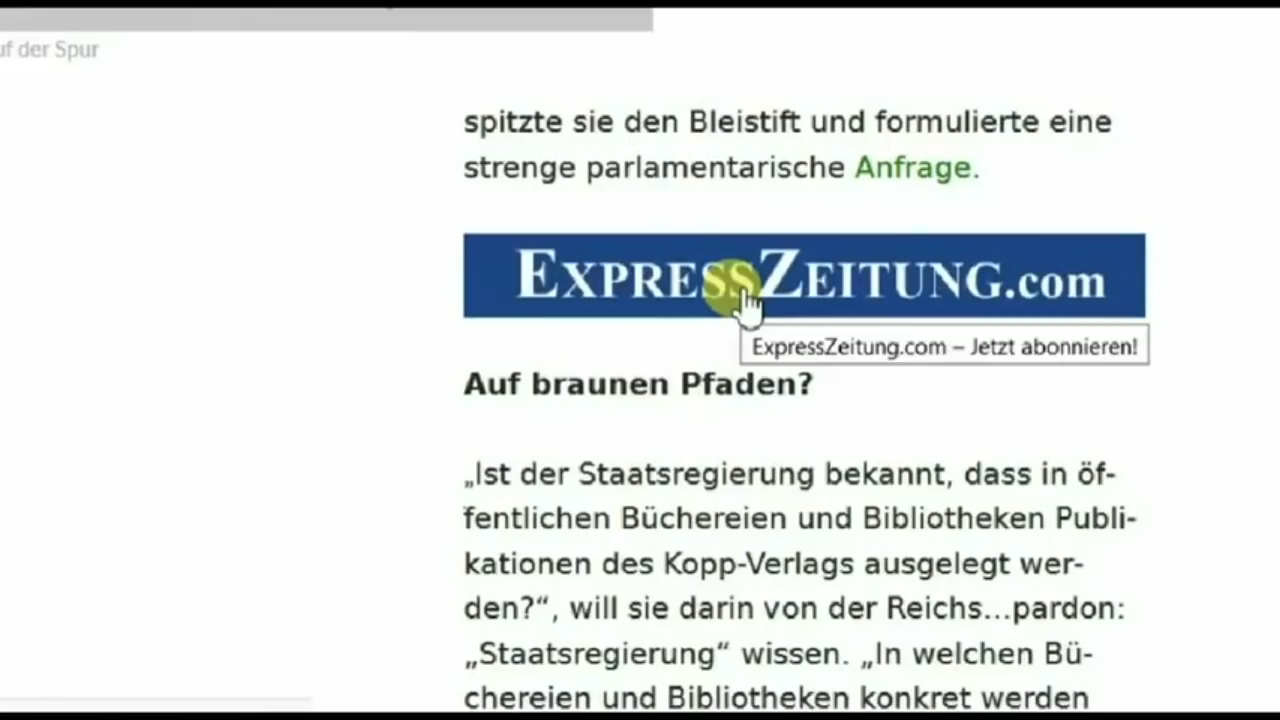 uf der Spur
spitzte sie den Bleistift und formulierte eine
strenge parlamentarische Anfrage.
EXPRESSZEITUNG.com
ExpressZeitung.com – Jetzt abonnieren!
Auf braunen Pfaden?
„Ist der Staatsregierung bekannt, dass in öf-
fentlichen Büchereien und Bibliotheken Publi-
kationen des Kopp-Verlags ausgelegt wer-
den?“, will sie darin von der Reichs...pardon:
„Staatsregierung“ wissen. „In welchen Bü-
chereien und Bibliotheken konkret werden